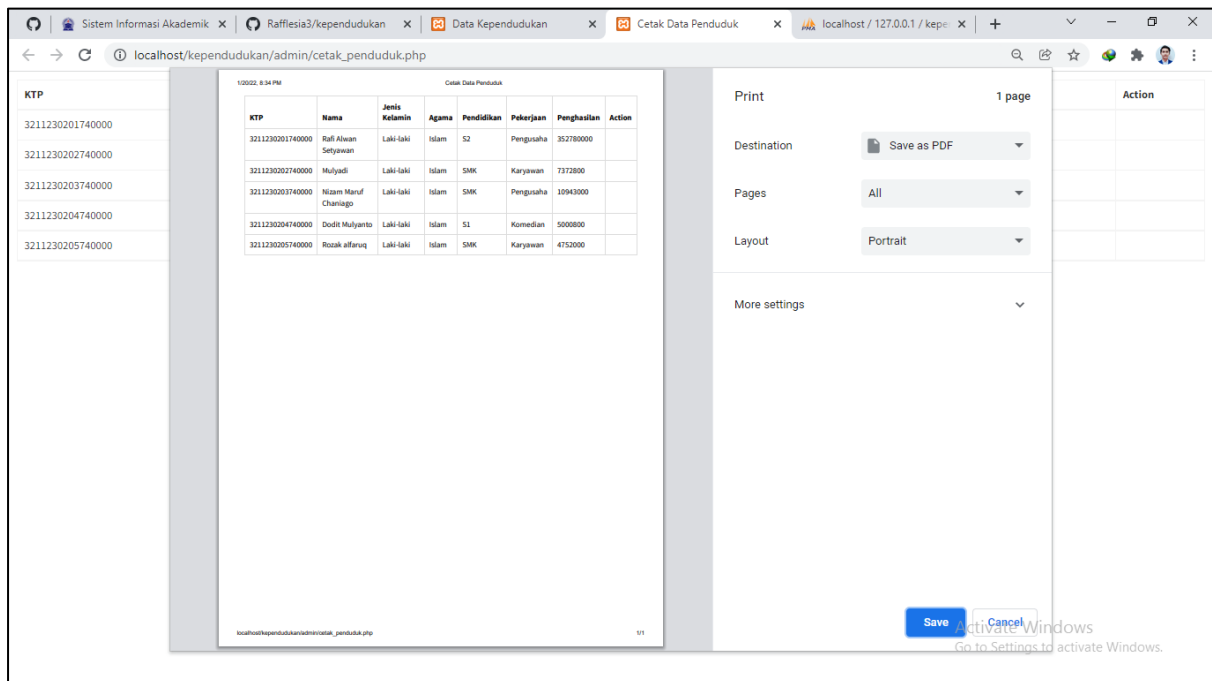 Sistem Informasi Akademik
Rafflesia3/kependudukan
Data Kependudukan
Cetak Data Penduduk
localhost / 127.0.0.1 / kepe
localhost/kependudukan/admin/cetak_penduduk.php
KTP
Action
3211230201740000
3211230202740000
3211230203740000
3211230204740000
3211230205740000
1/20/22, 8:34 PM Cetak Data Penduduk
KTP Nama Jenis Kelamin Agama Pendidikan Pekerjaan Penghasilan Action
3211230201740000 Rafi Alwan Setyawan Laki-laki Islam S2 Pengusaha 352780000
3211230202740000 Mulyadi Laki-laki Islam SMK Karyawan 7372800
3211230203740000 Nizam Maruf Chaniago Laki-laki Islam SMK Pengusaha 10943000
3211230204740000 Dodit Mulyanto Laki-laki Islam S1 Komedian 5000800
3211230205740000 Rozak alfaruq Laki-laki Islam SMK Karyawan 4752000
localhost/kependudukan/admin/cetak_penduduk.php 1/1
Print 1 page
Destination Save as PDF
Pages All
Layout Portrait
More settings
Save Cancel
Activate Windows
Go to Settings to activate Windows.